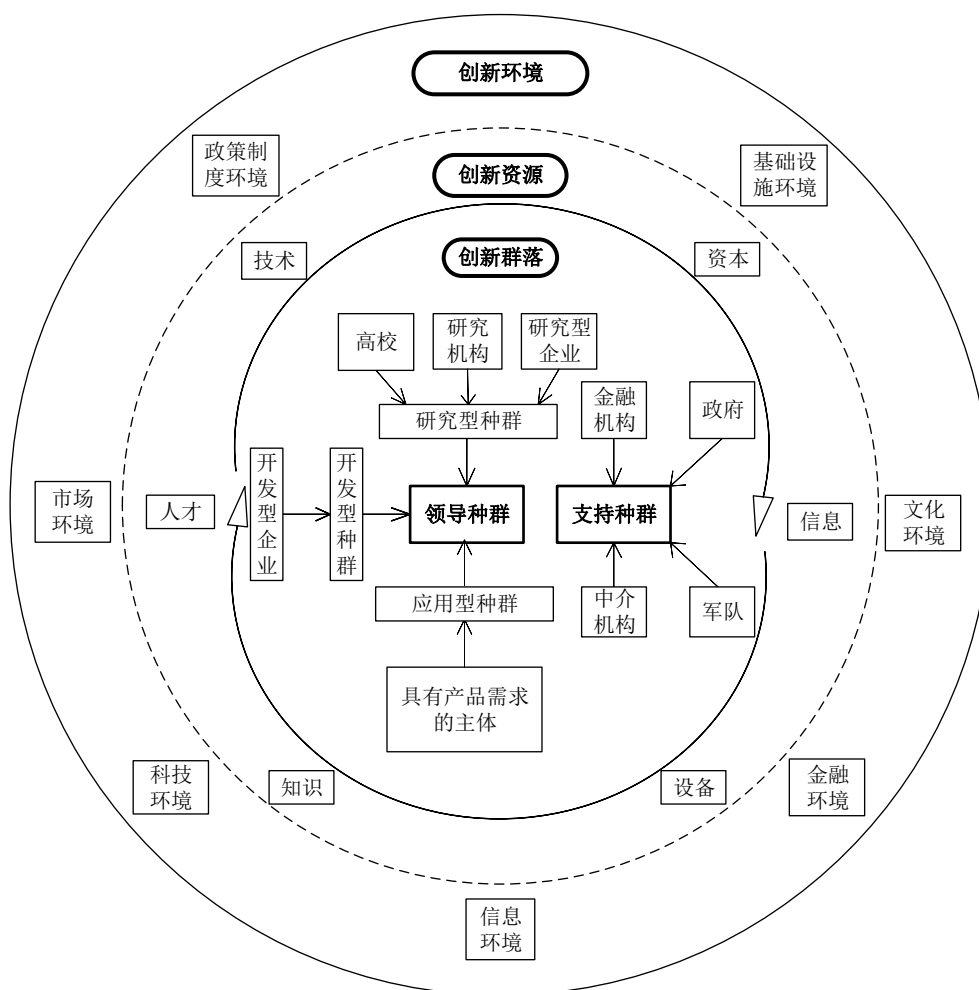 创新环境
政策制
度环境
基础设
施环境
创新资源
技术
资本
创新群落
高校
研究
机构
研究型
企业
金融
机构
政府
研究型种群
开
发
型
企
业
开
发
型
种
群
领导种群
支持种群
市场
环境
人才
信息
文化
环境
应用型种群
中介
机构
军队
具有产品需求
的主体
科技
环境
知识
设备
金融
环境
信息
环境